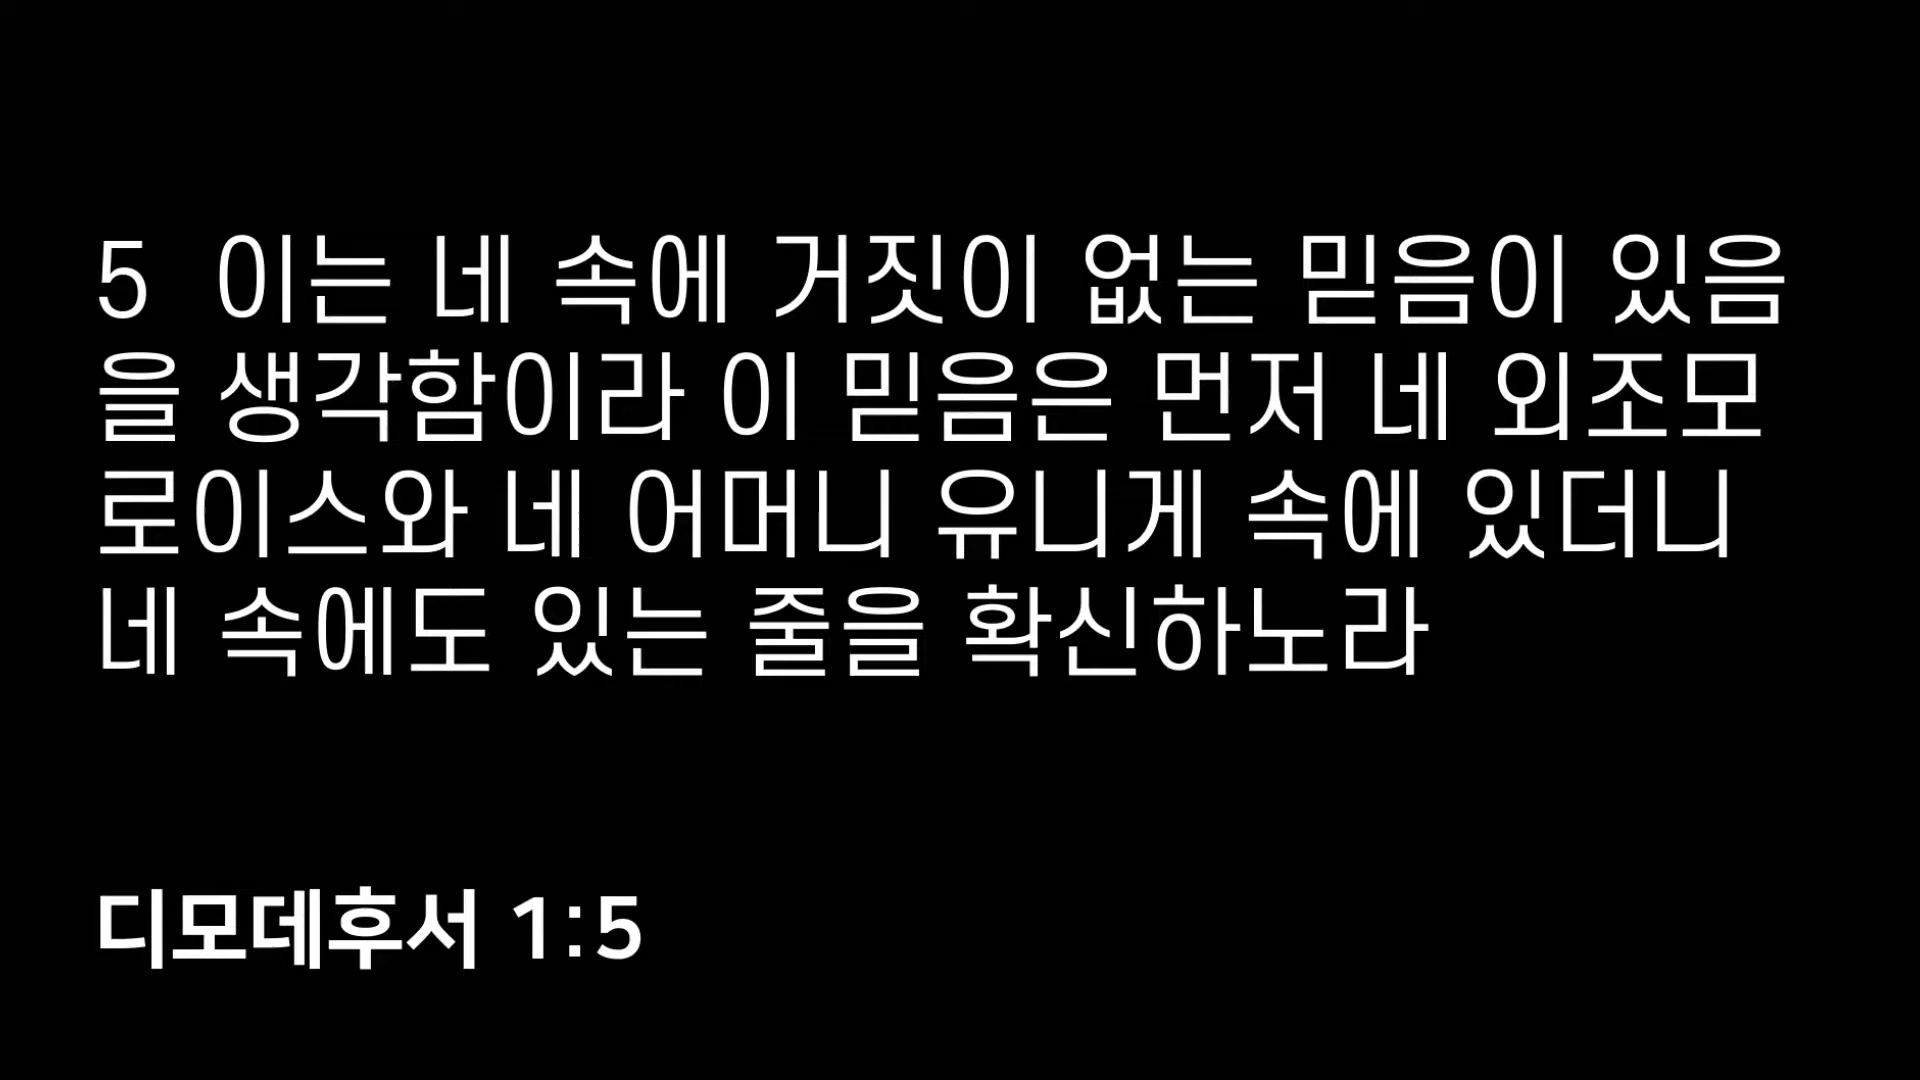 5 이는 네 속에 거짓이 없는 믿음이 있음
을 생각함이라 이 믿음은 먼저 네 외조모
로이스와 네 어머니 유니게 속에 있더니
네 속에도 있는 줄을 확신하노라
디모데후서 1:5